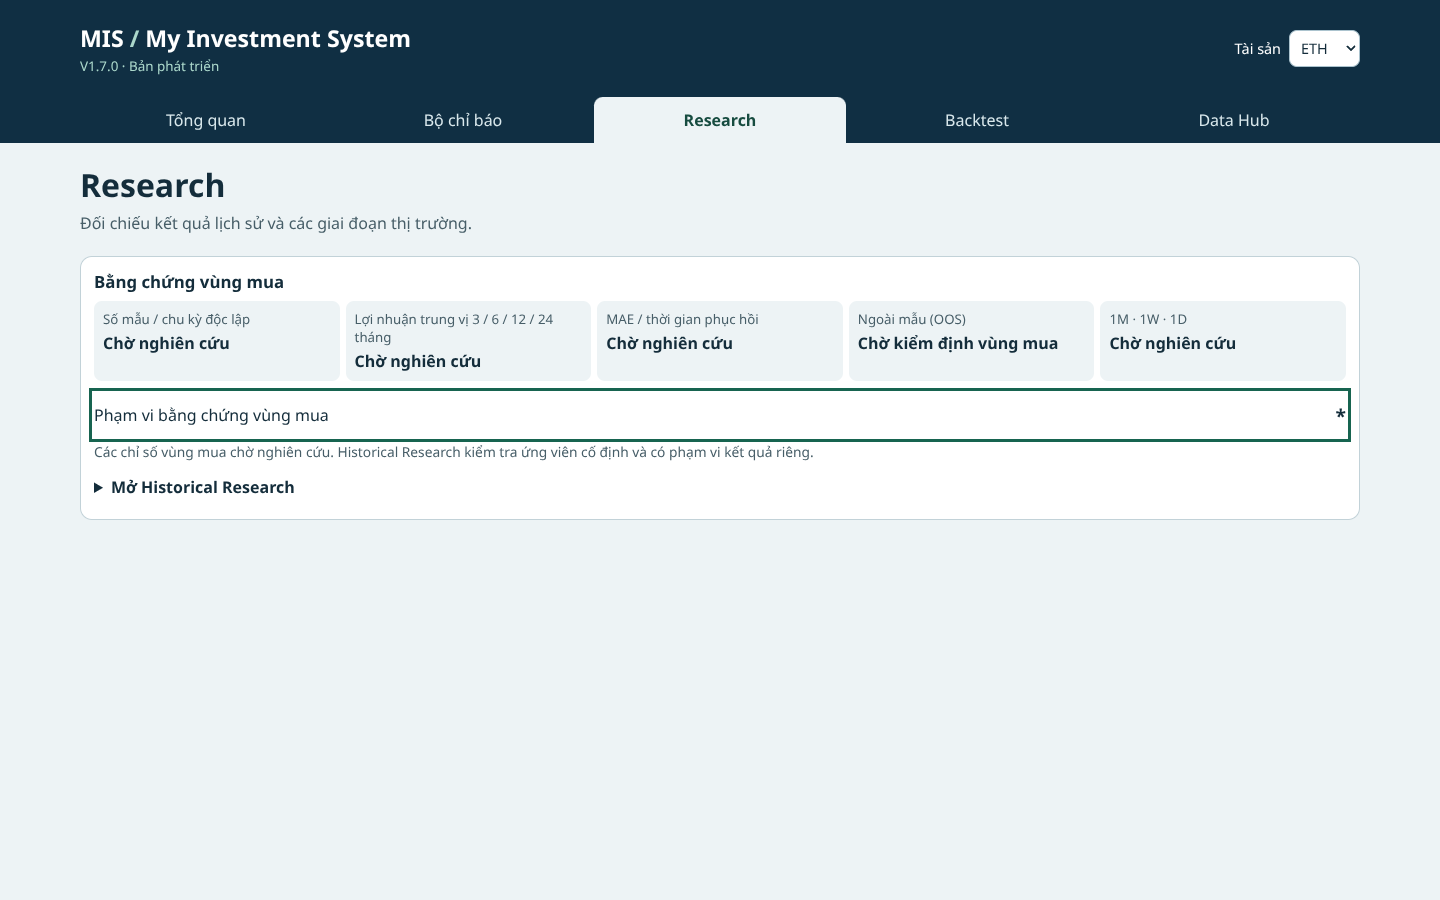 MIS / My Investment System
V1.7.0 · Bản phát triển
Tài sản
ETH
Tổng quan
Bộ chỉ báo
Research
Backtest
Data Hub
Research
Đối chiếu kết quả lịch sử và các giai đoạn thị trường.
Bằng chứng vùng mua
Số mẫu / chu kỳ độc lập
Chờ nghiên cứu
Lợi nhuận trung vị 3 / 6 / 12 / 24
tháng
Chờ nghiên cứu
MAE / thời gian phục hồi
Chờ nghiên cứu
Ngoài mẫu (OOS)
Chờ kiểm định vùng mua
1M · 1W · 1D
Chờ nghiên cứu
Phạm vi bằng chứng vùng mua *
Các chỉ số vùng mua chờ nghiên cứu. Historical Research kiểm tra ứng viên cố định và có phạm vi kết quả riêng.
Mở Historical Research